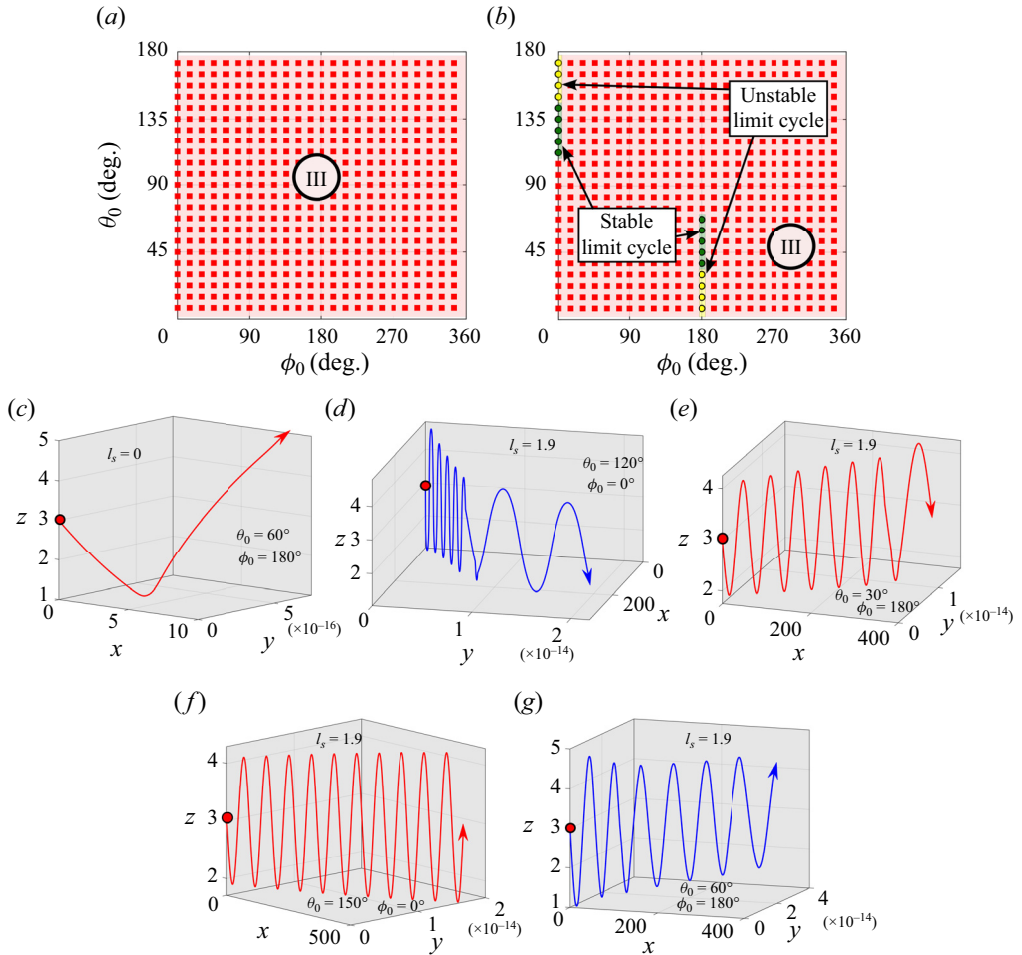 (a)
180
135
90
45
0
90
180
270
360
θ0 (deg.)
ϕ0 (deg.)
III
(b)
180
135
90
45
0
90
180
270
360
ϕ0 (deg.)
Unstable
limit cycle
Stable
limit cycle
III
(c)
5
4
3
2
1
z
ls = 0
θ0 = 60°
ϕ0 = 180°
0
5
10
x
0
5
y
(×10−16)
(d)
4
3
2
z
ls = 1.9
θ0 = 120°
ϕ0 = 0°
0
1
2
y
(×10−14)
0
200
x
(e)
4
3
2
z
ls = 1.9
θ0 = 30°
ϕ0 = 180°
0
200
400
x
0
1
y
(×10−14)
(f)
4
3
2
z
ls = 1.9
θ0 = 150°
ϕ0 = 0°
x
500
0
1
2
y
(×10−14)
(g)
5
4
3
2
1
z
ls = 1.9
θ0 = 60°
ϕ0 = 180°
0
200
400
x
0
2
4
y
(×10−14)